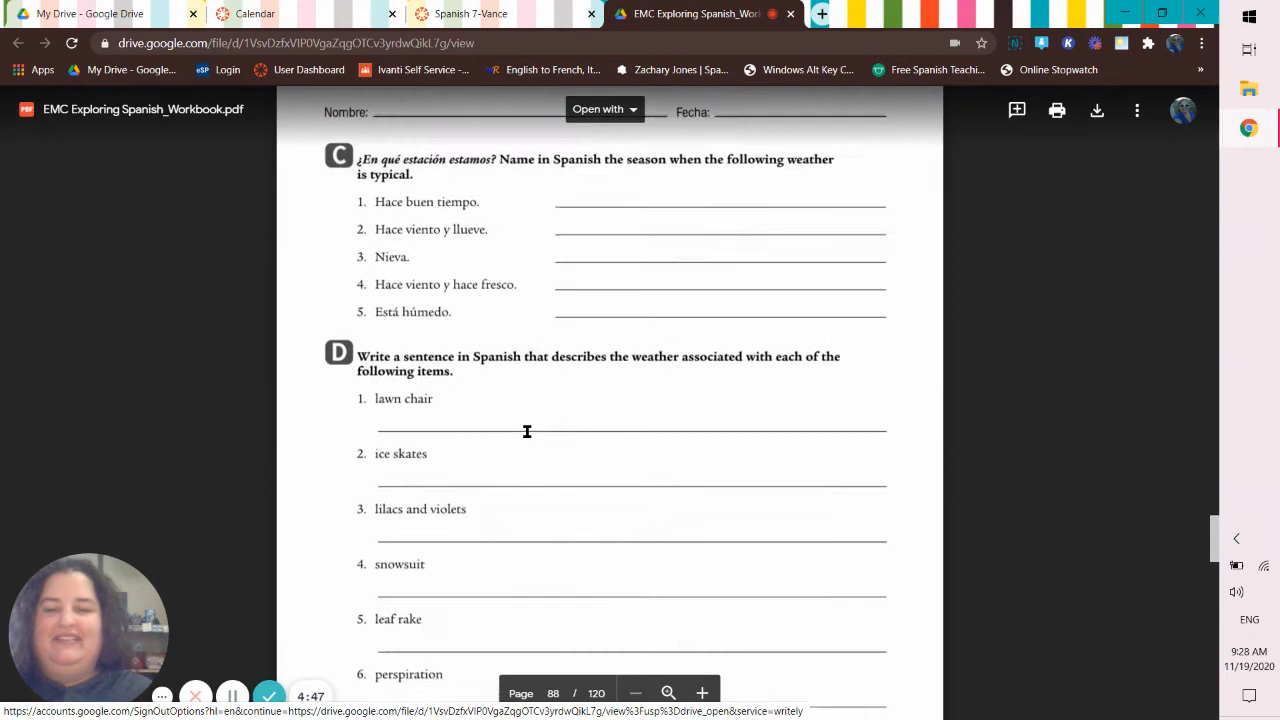 My Drive - Google Drive
Calendar
Spanish 7-Vance
EMC Exploring Spanish_Wor
drive.google.com/file/d/1VsvDzfxVIP0VgaZqgOTCv3yrdwQikL7g/view
Apps
My Drive - Google...
eSP Login
User Dashboard
Ivanti Self Service -...
English to French, It...
Zachary Jones | Spa...
Windows Alt Key C...
Free Spanish Teachi...
Online Stopwatch
»
PDF EMC Exploring Spanish_Workbook.pdf
Open with
Nombre:
Fecha:
C ¿En qué estación estamos? Name in Spanish the season when the following weather
is typical.
1. Hace buen tiempo.
2. Hace viento y llueve.
3. Nieva.
4. Hace viento y hace fresco.
5. Está húmedo.
D Write a sentence in Spanish that describes the weather associated with each of the
following items.
1. lawn chair
2. ice skates
3. lilacs and violets
4. snowsuit
5. leaf rake
6. perspiration
Page 88 / 120
4:47
https://accounts.google.com/SignOutOptions?hl=en&continue=https://drive.google.com/file/d/1VsvDzfxVIP0VgaZqgOTCv3yrdwQikL7g/view%3Fusp%3Ddrive_open&service=writely
ENG
9:28 AM
11/19/2020